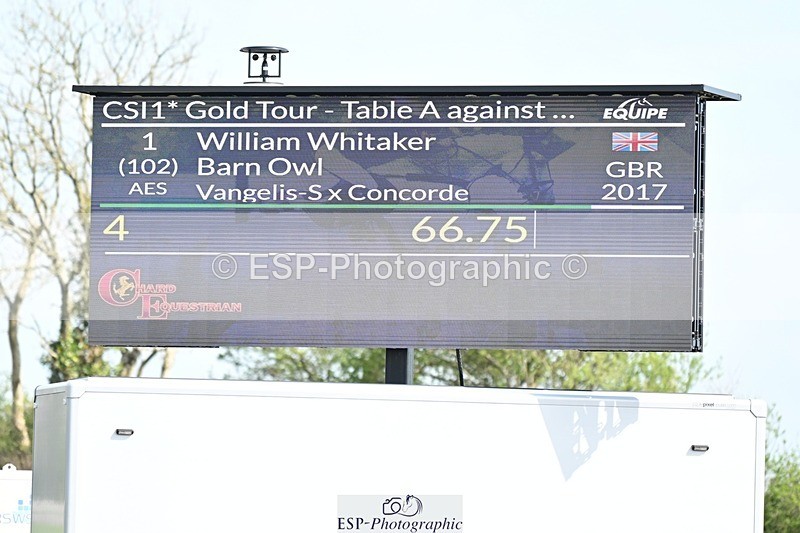 CSI1* Gold Tour - Table A against ...
EQUIPE
1 William Whitaker
(102) Barn Owl GBR
AES Vangelis-S x Concorde 2017
4 66.75
© ESP-Photographic ©
CHARD
EQUESTRIAN
ESP-Photographic